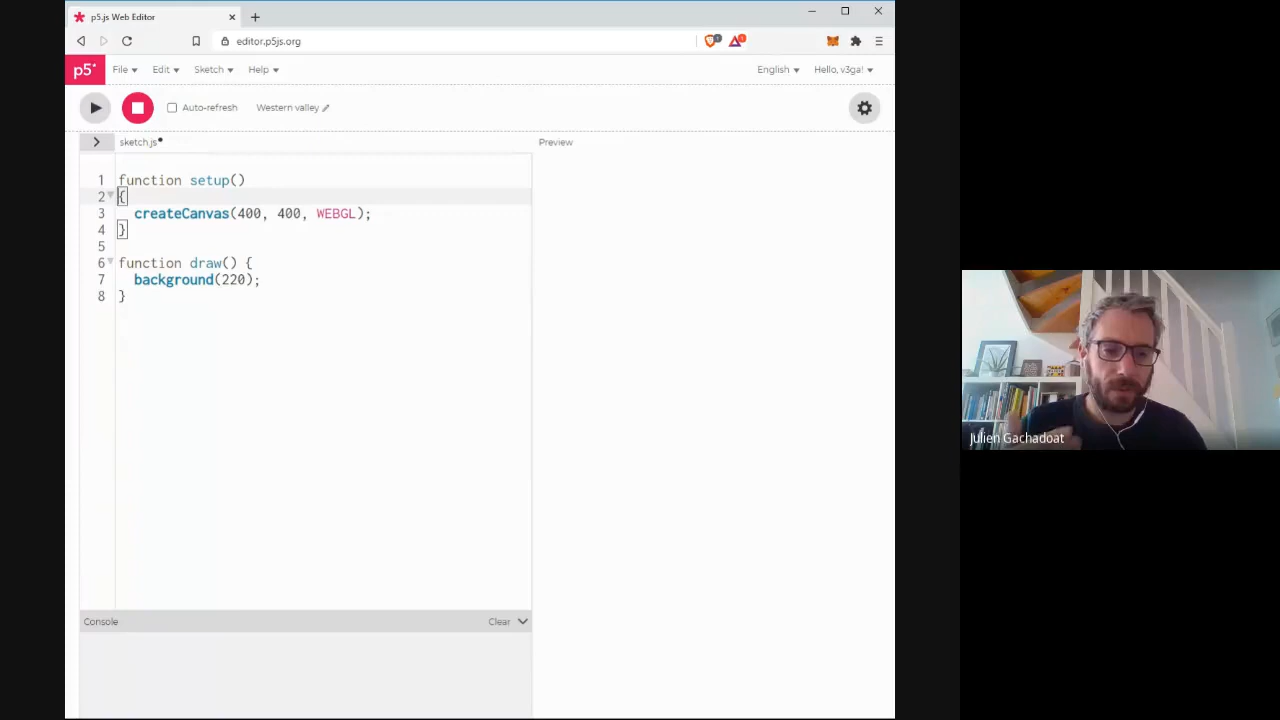 p5.js Web Editor
editor.p5js.org
p5* File Edit Sketch Help English Hello, v3ga!
Auto-refresh Western valley
sketch.js Preview
1 function setup()
2 {
3 createCanvas(400, 400, WEBGL);
4 }
5
6 function draw() {
7 background(220);
8 }
Console Clear
Julien Gachadoat